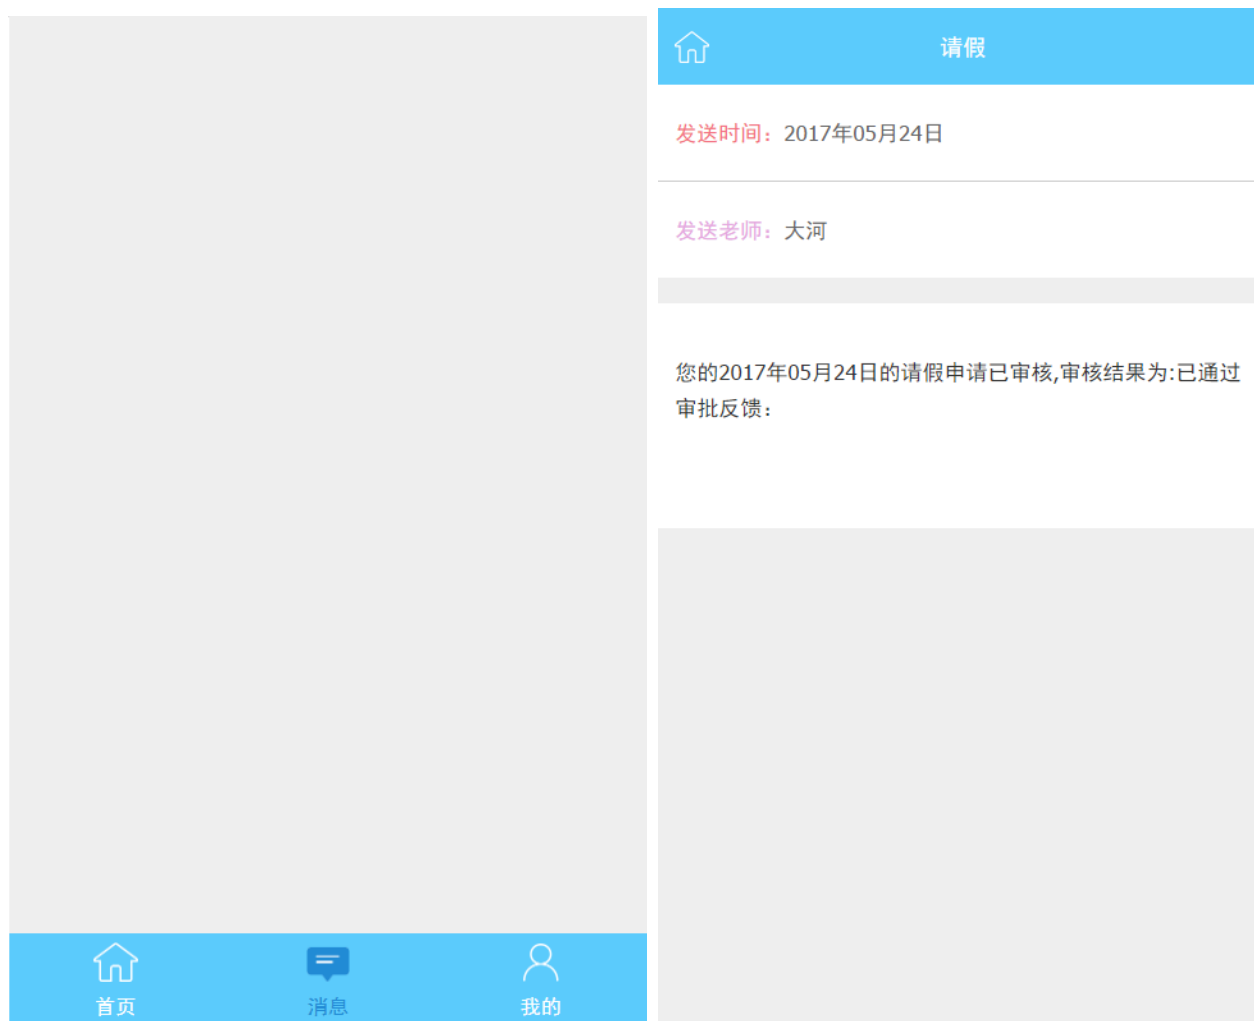 首页
消息
我的
请假
发送时间：2017年05月24日
发送老师：大河
您的2017年05月24日的请假申请已审核,审核结果为:已通过
审批反馈：